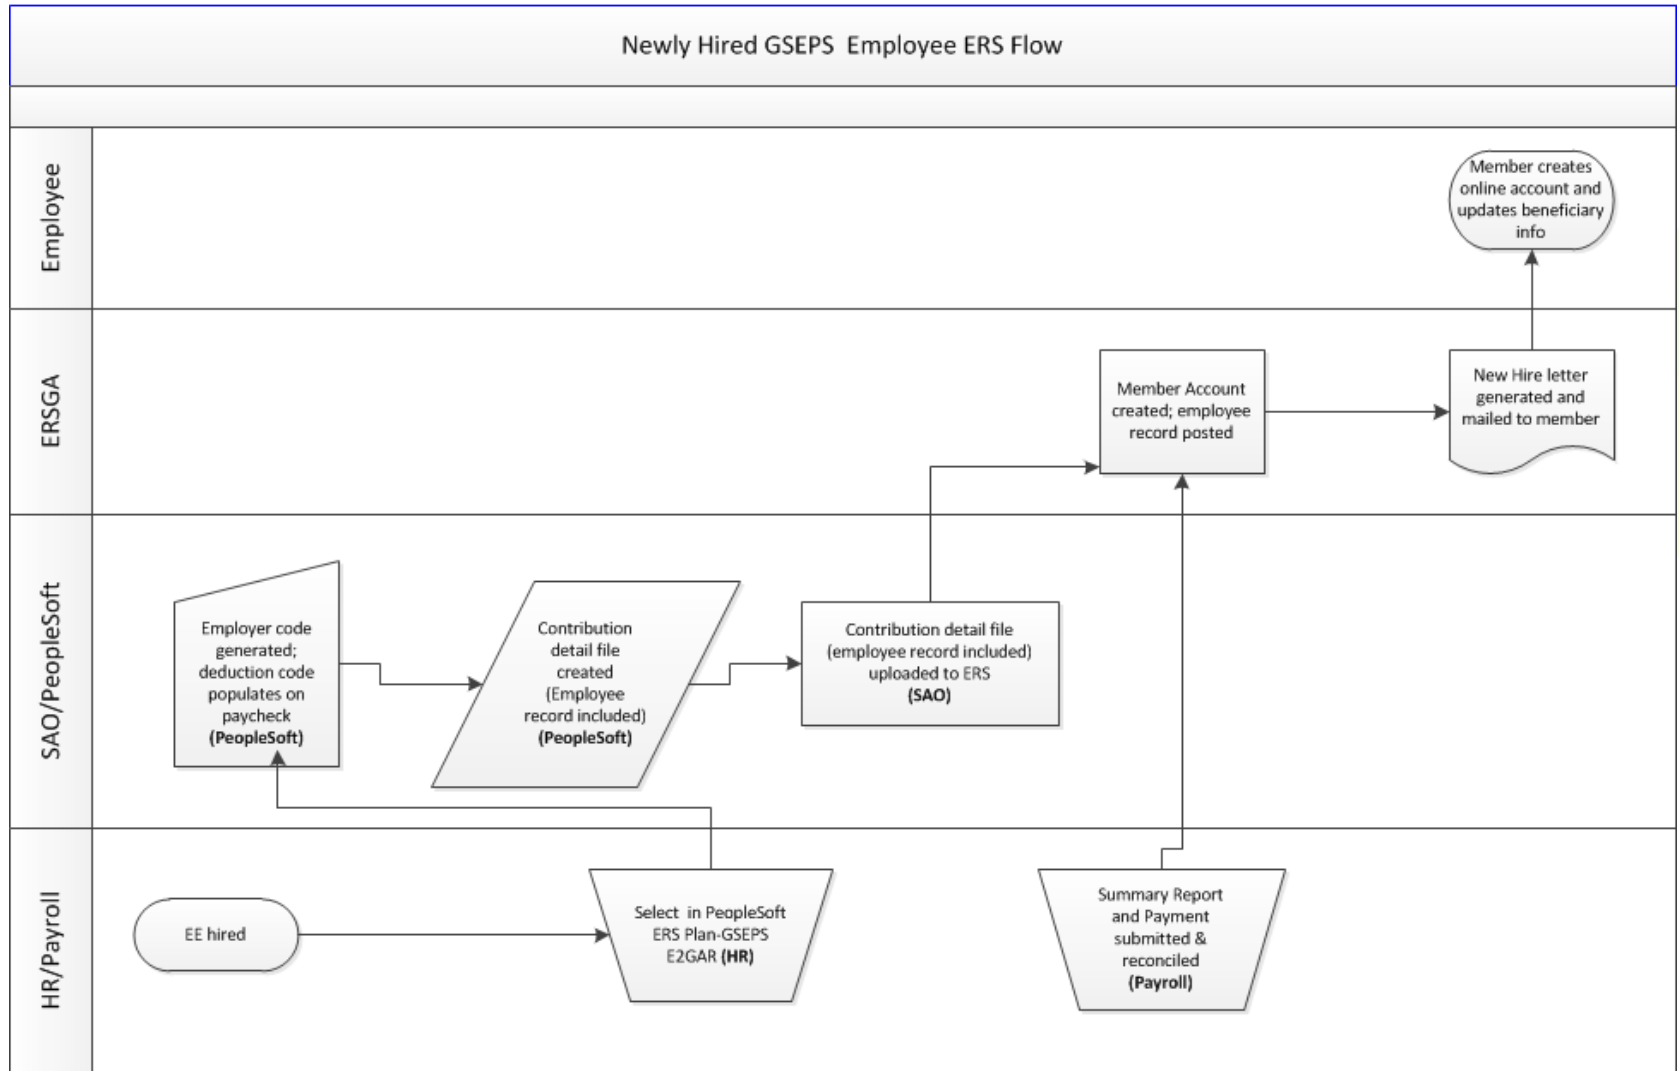 Newly Hired GSEPS  Employee ERS Flow
Employee
Member creates
online account and
updates beneficiary
info
ERSGA
Member Account
created; employee
record posted
New Hire letter
generated and
mailed to member
SAO/PeopleSoft
Employer code
generated;
deduction code
populates on
paycheck
(PeopleSoft)
Contribution
detail file
created
(Employee
record included)
(PeopleSoft)
Contribution detail file
(employee record included)
uploaded to ERS
(SAO)
HR/Payroll
EE hired
Select  in PeopleSoft
ERS Plan-GSEPS
E2GAR (HR)
Summary Report
and Payment
submitted &
reconciled
(Payroll)